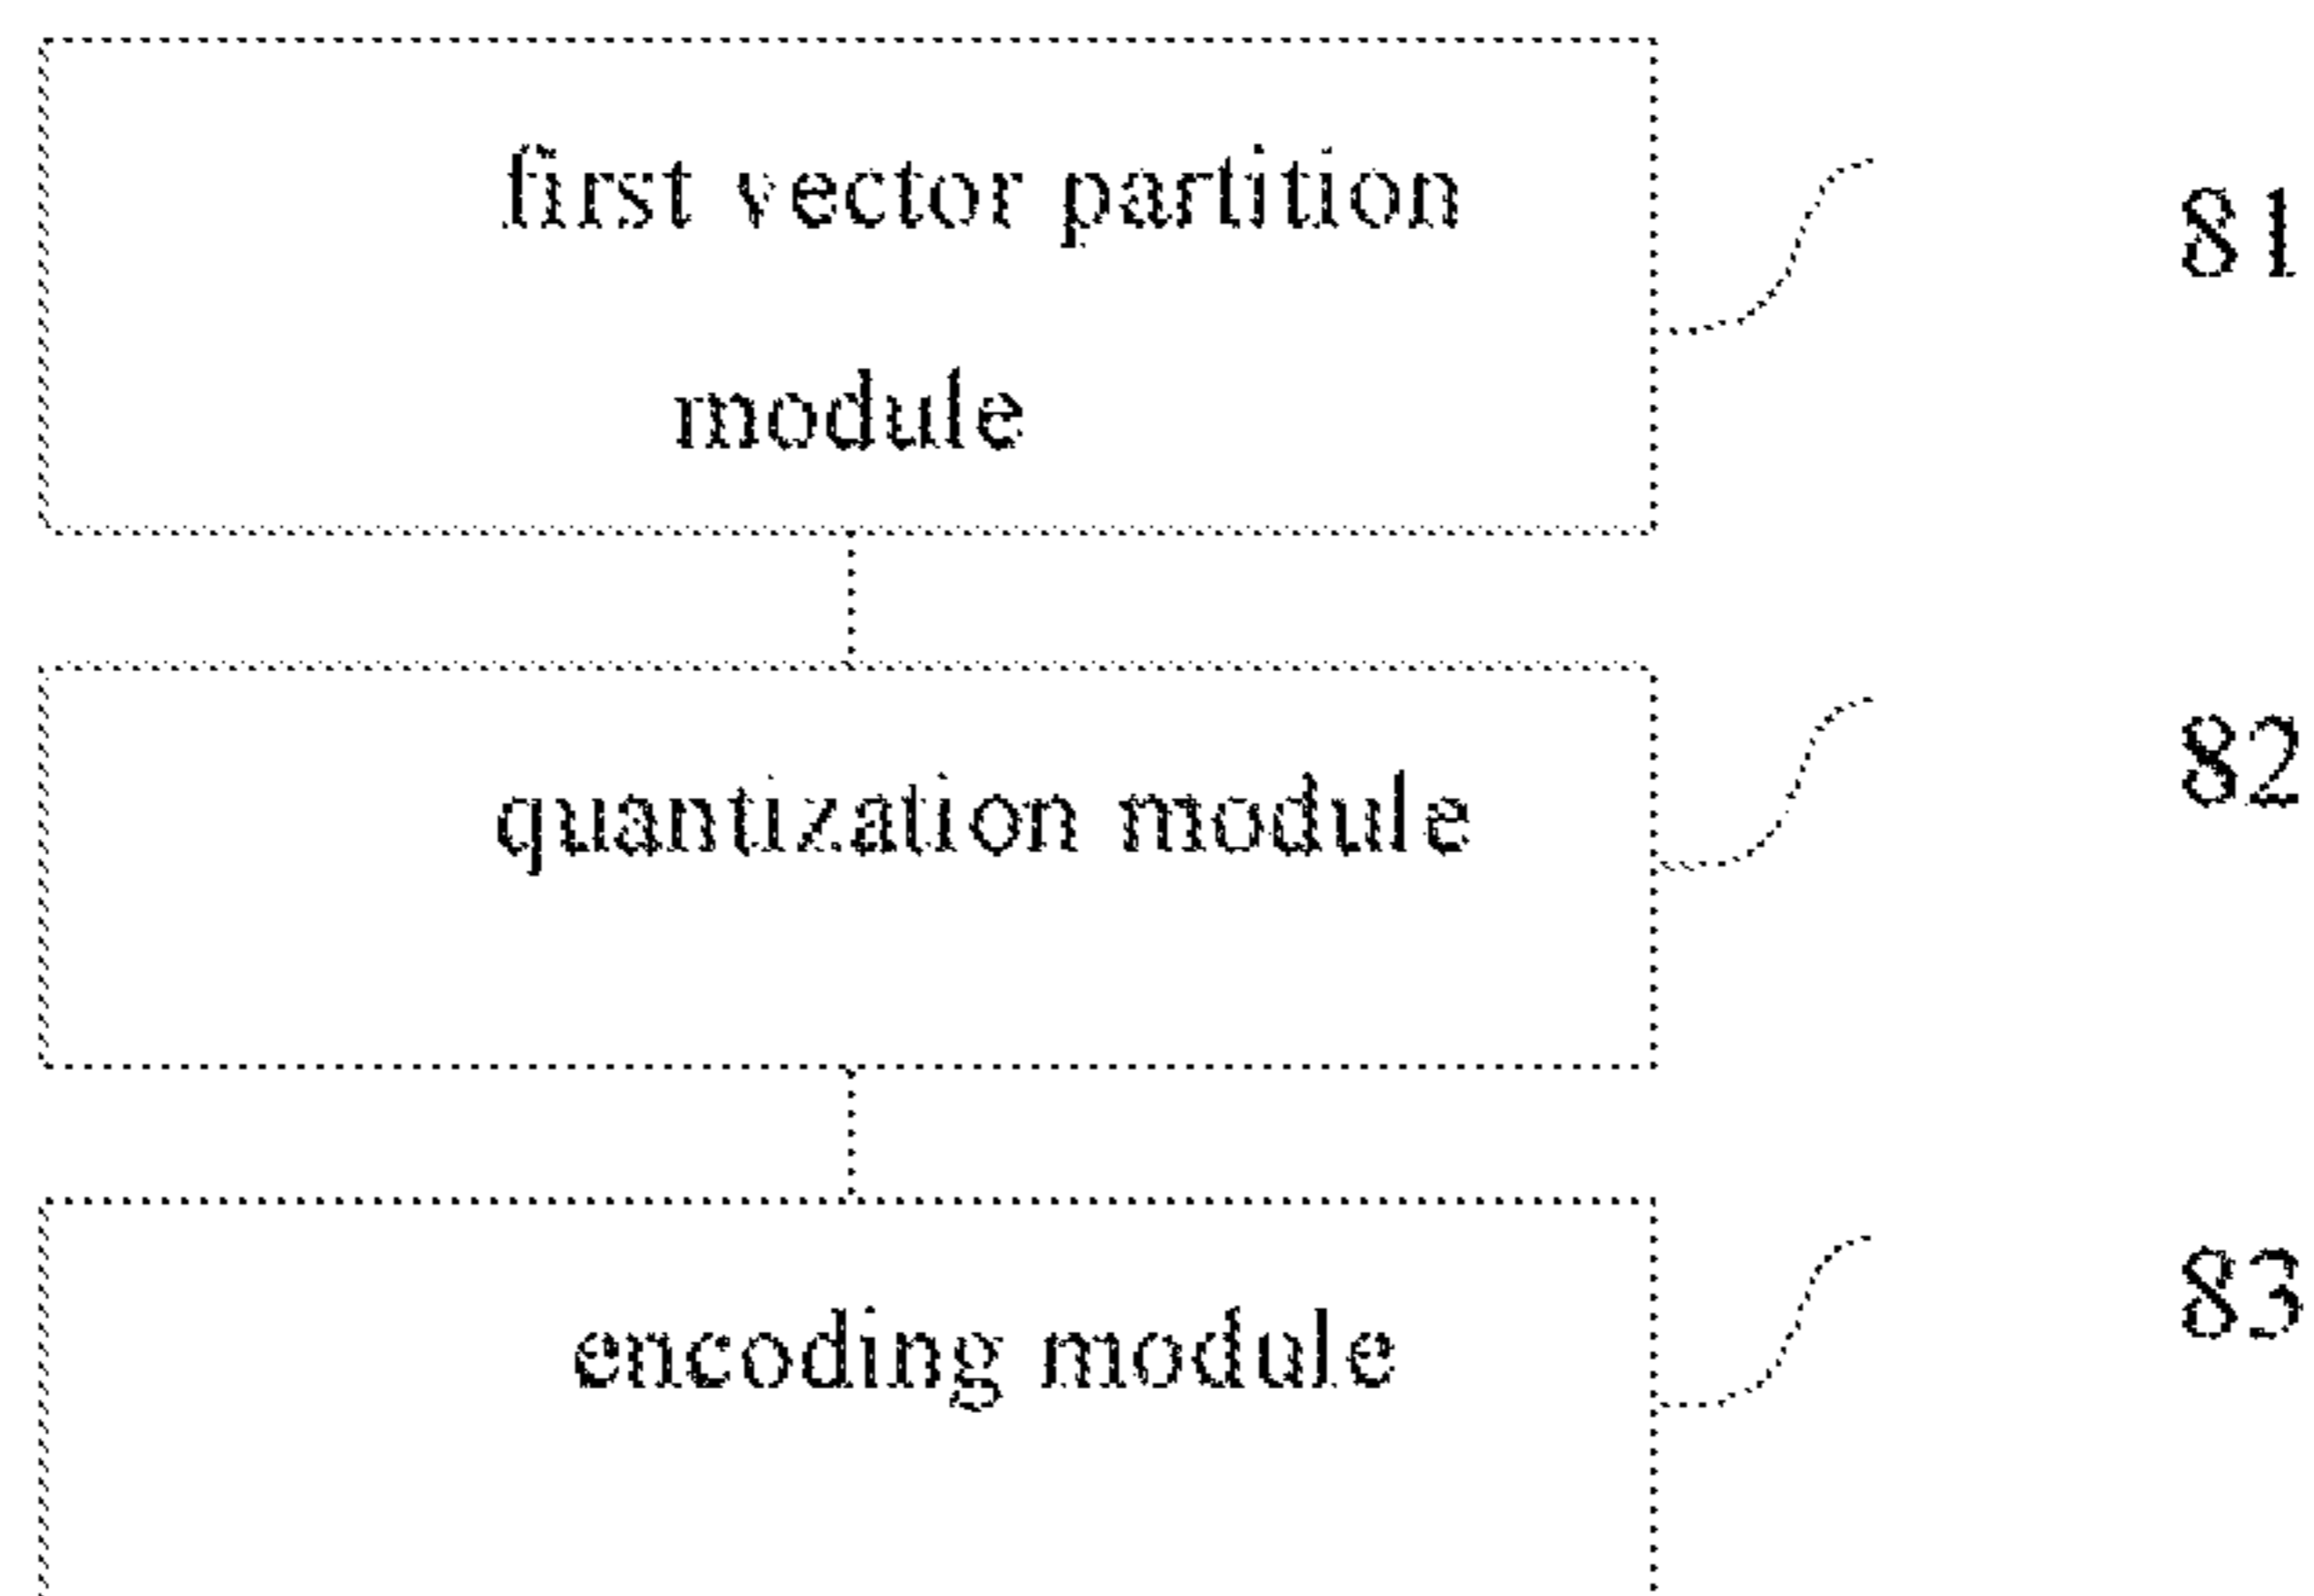 first vector partition
module
81
quantization module
82
encoding module
83